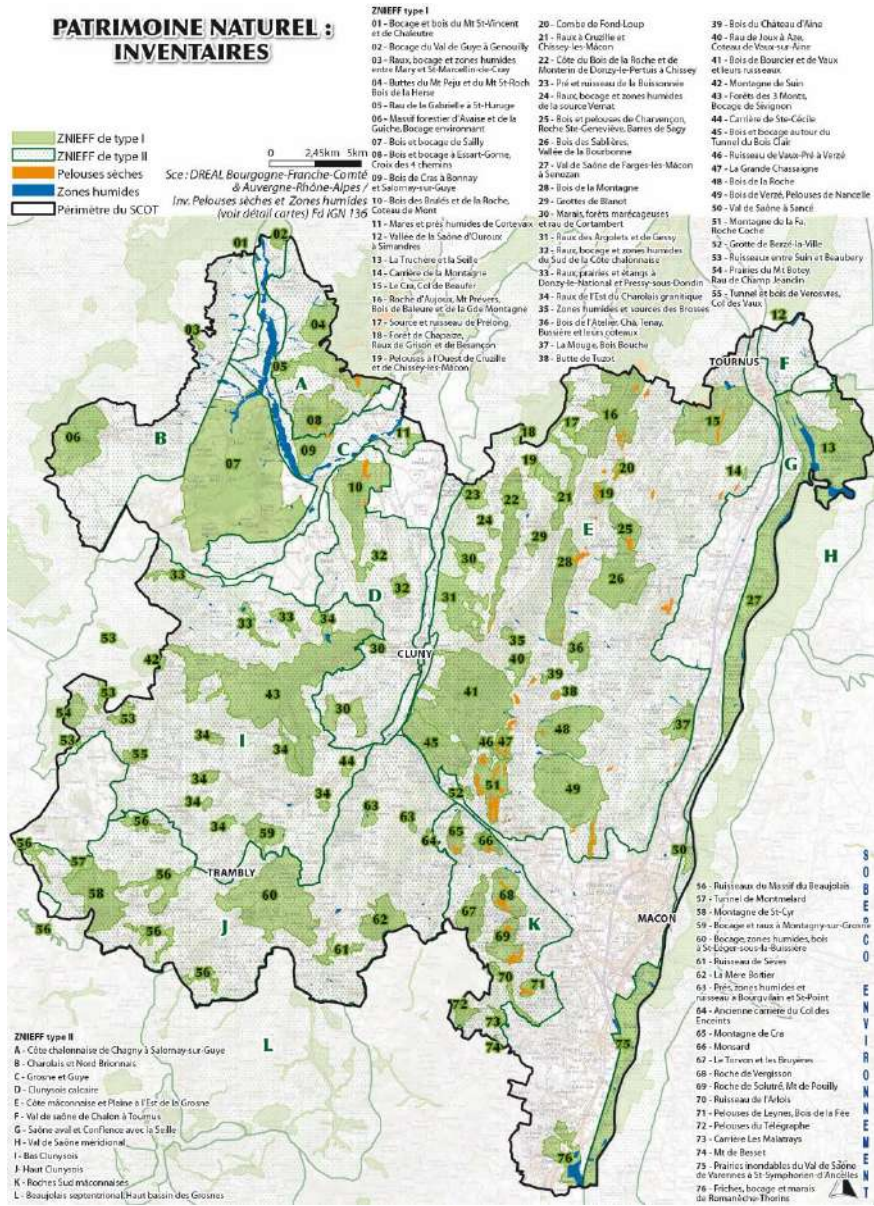 PATRIMOINE NATUREL :
INVENTAIRES
ZNIEFF de type I
ZNIEFF de type II
Pelouses sèches
Zones humides
Périmètre du SCOT
0 2,45km 5km
Sce : DREAL Bourgogne-Franche-Comté
& Auvergne-Rhône-Alpes /
Inv. Pelouses sèches et Zones humides
(voir détail cartes) Fd IGN 136
ZNIEFF type I
01 - Bocage et bois du Mt St-Vincent
et de Chaleutre
02 - Bocage du Val de Guye à Genouilly
03 - Raux, bocage et zones humides
entre Mary et St-Marcellin-de-Cray
04 - Buttes du Mt Peju et du Mt St-Roch
Bois de la Herse
05 - Rau de la Gabrielle à St-Huruge
06 - Massif forestier d'Avaise et de la
Guiche, Bocage environnant
07 - Bois et bocage de Sailly
08 - Bois et bocage à Essart-Gorne,
Croix des 4 chemins
09 - Bois de Cras à Bonnay
et Salornay-sur-Guye
10 - Bois des Brulés et de la Roche,
Coteau de Mont
11 - Mares et prés humides de Cortevaix
12 - Vallée de la Saône d'Ouroux
à Simandres
13 - La Truchere et la Seille
14 - Carrière de la Montagne
15 - Le Cra, Col de Beaufer
16 - Roche d'Aujoux, Mt Prévers,
Bois de Baleure et de la Gde Montagne
17 - Source et ruisseau de Prélong
18 - Forêt de Chapaize,
Raux de Grison et de Besançon
19 - Pelouses à l'Ouest de Cruzille
et de Chissey-les-Mâcon
20 - Combe de Fond-Loup
21 - Raux à Cruzille et
Chissey-les-Mâcon
22 - Côte du Bois de la Roche et de
Monterin de Donzy-le-Pertuis à Chissey
23 - Pré et ruisseau de la Buissonnée
24 - Raux, bocage et zones humides
de la source Vernat
25 - Bois et pelouses de Charvençon,
Roche Ste-Geneviève, Barres de Sagy
26 - Bois des Sablières,
Vallée de la Bourbonne
27 - Val de Saône de Farges-lès-Mâcon
à Senozan
28 - Bois de la Montagne
29 - Grottes de Blanot
30 - Marais, forêts marécageuses
et rau de Cortambert
31 - Raux des Argolets et de Gessy
32 - Raux, bocage et zones humides
de Sud de la Côte chalonnaise
33 - Raux, prairies et étangs à
Donzy-le-National et Pressy-sous-Dondin
34 - Raux de l'Est du Charolais granitique
35 - Zones humides et sources des Brosses
36 - Bois de l'Atelier, Cha, Tenay,
Bussière et leurs coteaux
37 - La Mouge, Bois Bouche
38 - Butte de Tuzot
39 - Bois du Château d'Aine
40 - Rau de Joux à Aze,
Coteau de Vaux-sur-Aine
41 - Bois de Bourcier et de Vaux
et leurs ruisseaux
42 - Montagne de Suin
43 - Forêts des 3 Monts,
Bocage de Sivignon
44 - Carrière de Ste-Cécile
45 - Bois et bocage autour du
Tunnel du Bois Clair
46 - Ruisseau de Vaux-Pré à Verzé
47 - La Grande Chassaigne
48 - Bois de la Roche
49 - Bois de Verzé, Pelouses de Nancelle
50 - Val de Saône à Sancé
51 - Montagne de la Fa,
Roche Coche
52 - Grotte de Berzé-la-Ville
53 - Ruisseaux entre Suin et Beaubery
54 - Prairies du Mt Botey,
Rau de Champ Jeandin
55 - Tunnel et bois de Verosvres,
Col des Vaux
TOURNUS
CLUNY
TRAMBLY
MACON
56 - Ruisseaux du Massif du Beaujolais
57 - Tunnel de Montmelard
58 - Montagne de St-Cyr
59 - Bocage et raux à Montagny-sur-Grosne
60 - Bocage, zones humides, bois
à St-Léger-sous-la-Bussière
61 - Ruisseau de Sèves
62 - La Mère Boitier
63 - Prés, zones humides et
ruisseau à Bourgvilain et St-Point
64 - Ancienne carrière du Col des
Enceints
65 - Montagne de Cra
66 - Monsard
67 - Le Torvon et les Bruyères
68 - Roche de Vergisson
69 - Roche de Solutré, Mt de Pouilly
70 - Ruisseau de l'Arlois
71 - Pelouses de Leynes, Bois de la Fée
72 - Pelouses du Télégraphe
73 - Carrière Les Malatrays
74 - Mt de Besset
75 - Prairies inondables du Val de Saône
de Varennes à St-Symphorien-d'Ancelles
76 - Friches, bocage et marais
de Romanèche-Thorins
ZNIEFF type II
A - Côte chalonnaise de Chagny à Salornay-sur-Guye
B - Charolais et Nord Brionnais
C - Grosne et Guye
D - Clunysois calcaire
E - Côte mâconnaise et Plaine à l'Est de la Grosne
F - Val de saône de Chalon à Tournus
G - Saône aval et Confience avec la Seille
H - Val de Saône méridional
I - Bas Clunysois
J - Haut Clunysois
K - Roches Sud mâconnaises
L - Beaujolais septentrional, Haut bassin des Grosnes
SOBERCO ENVIRONNEMENT